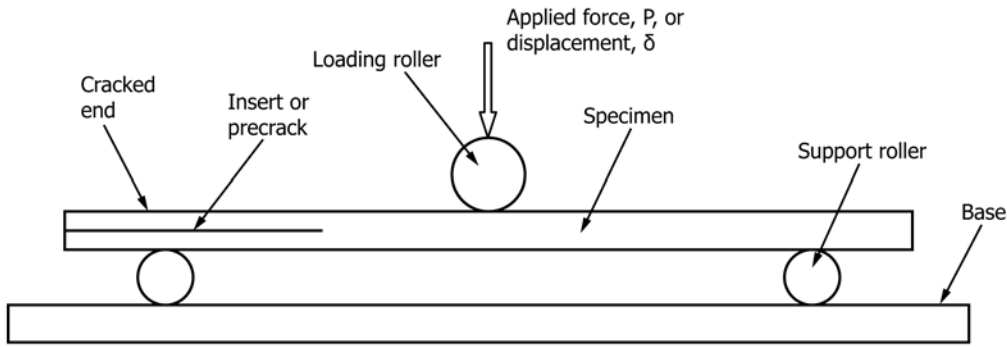 Applied force, P, or
displacement, δ
Loading roller
Cracked
end
Insert or
precrack
Specimen
Support roller
Base